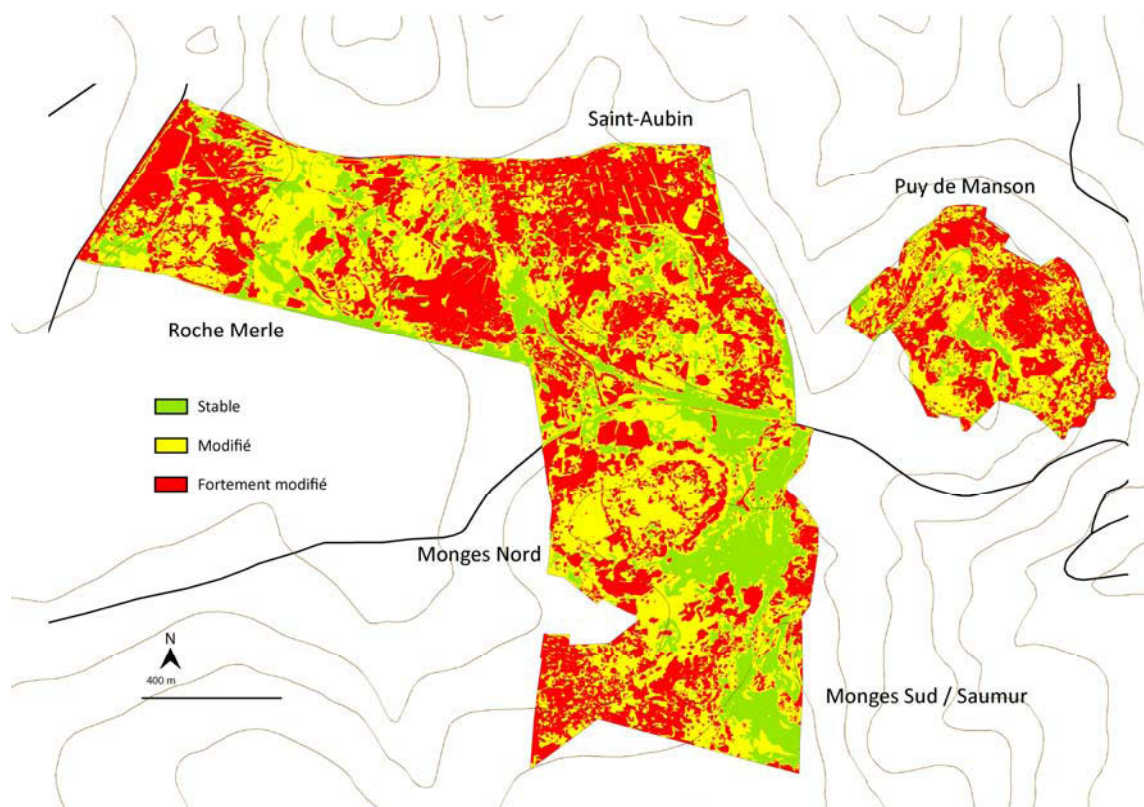 Saint-Aubin
Puy de Manson
Roche Merle
Stable
Modifié
Fortement modifié
Monges Nord
N
400 m
Monges Sud / Saumur